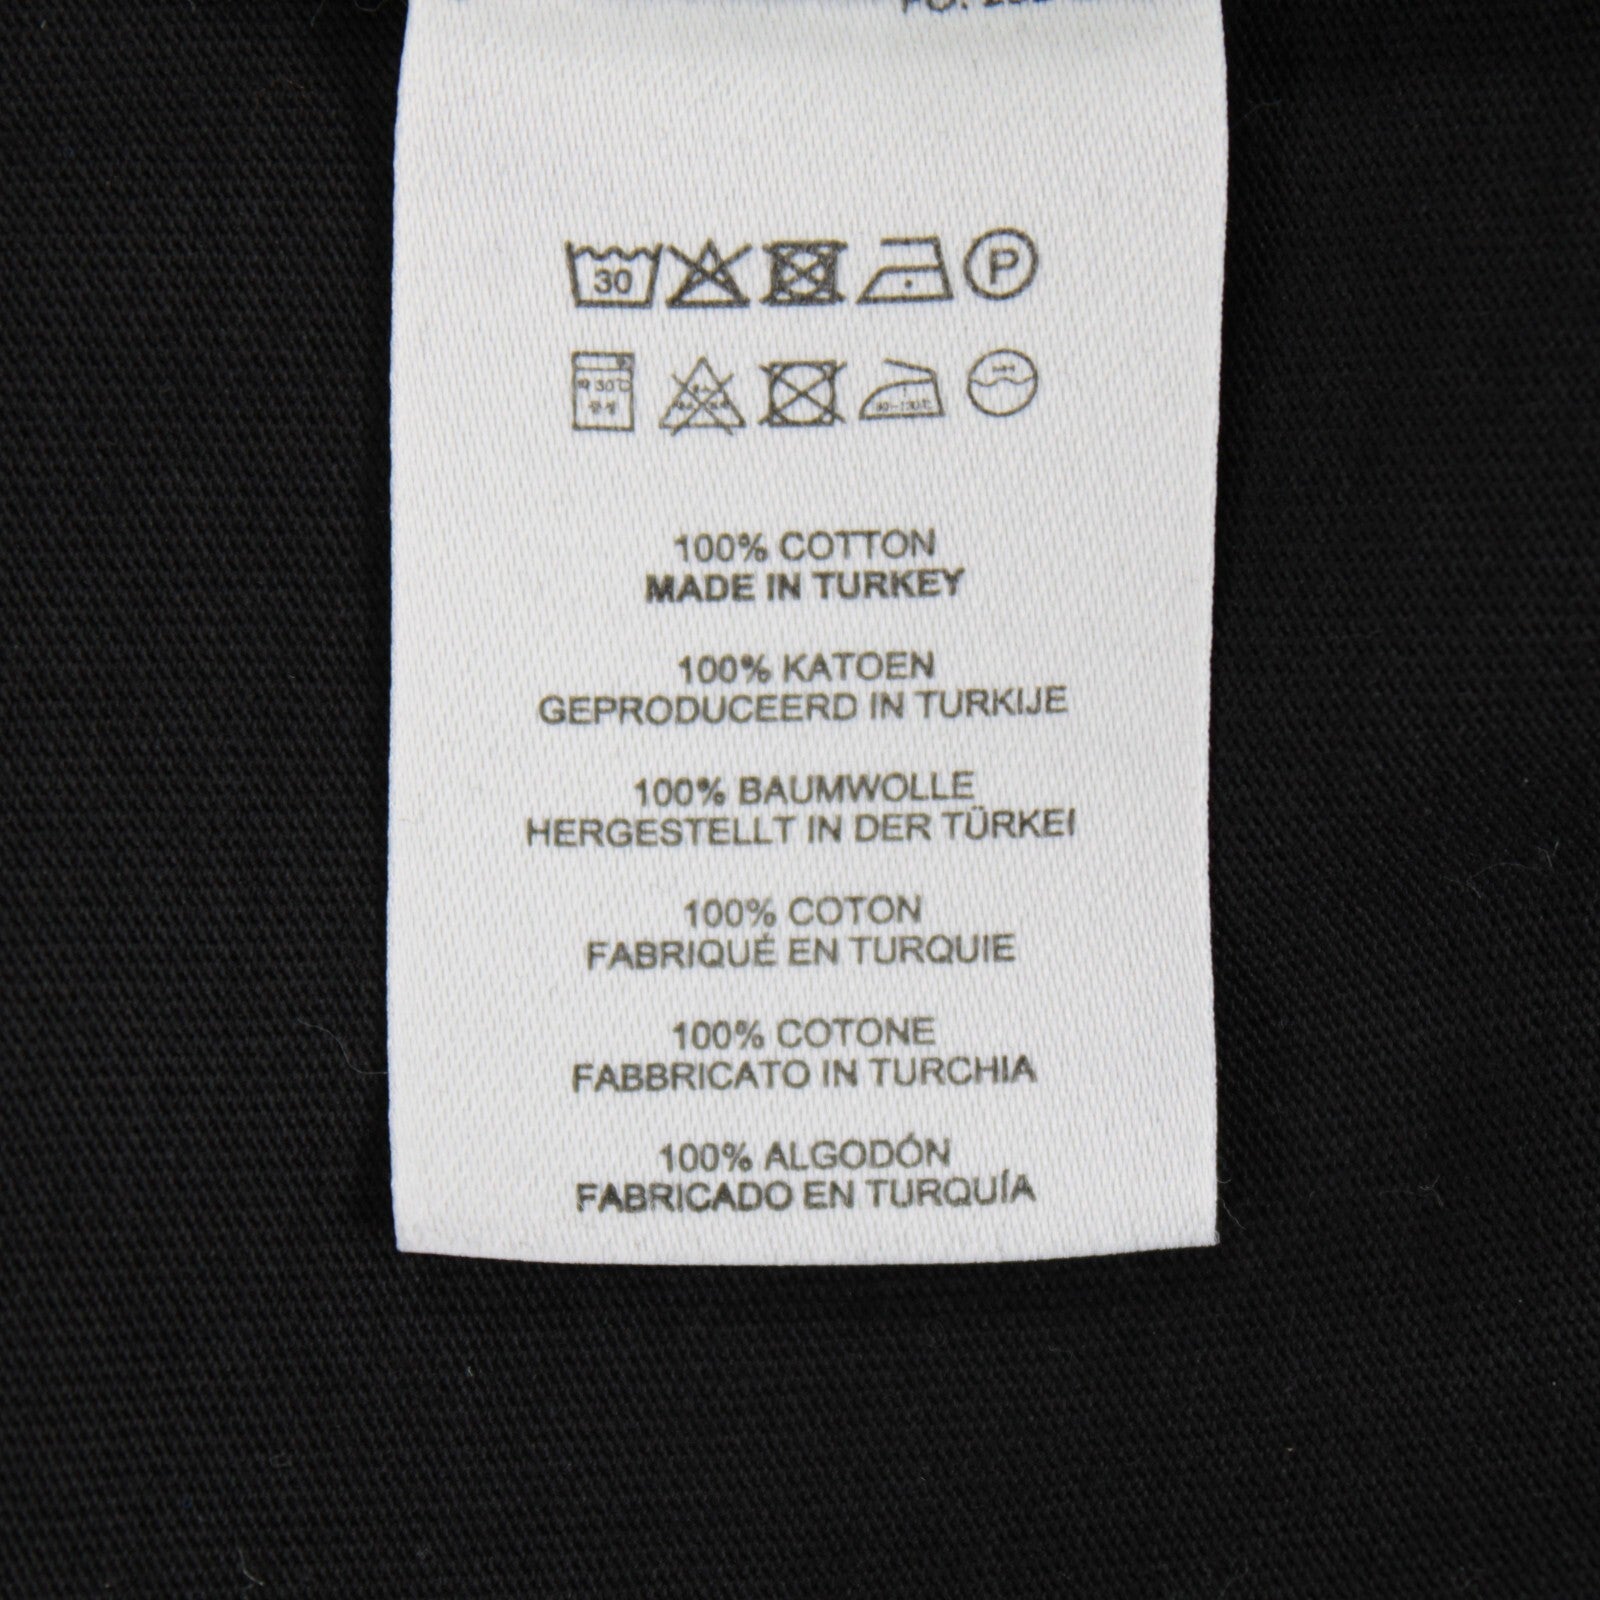 30
P
100% COTTON
MADE IN TURKEY
100% KATOEN
GEPRODUCEERD IN TURKIJE
100% BAUMWOLLE
HERGESTELLT IN DER TÜRKEI
100% COTON
FABRIQUÉ EN TURQUIE
100% COTONE
FABBRICATO IN TURCHIA
100% ALGODÓN
FABRICADO EN TURQUÍA